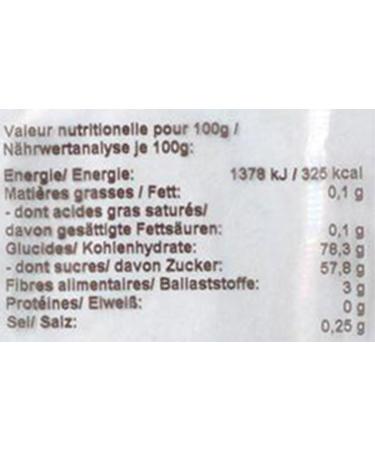 Valeur nutritionelle pour 100g /
Nährwertanalyse je 100g:
Energie/ Energie: 1378 kJ / 325 kcal
Matières grasses / Fett: 0,1 g
- dont acides gras saturés/
davon gesättigte Fettsäuren: 0,1 g
Glucides/ Kohlenhydrate: 78,3 g
- dont sucres/ davon Zucker: 57,8 g
Fibres alimentaires/ Ballaststoffe: 3 g
Protéines/ Eiweiß: 0 g
Sel/ Salz: 0,25 g